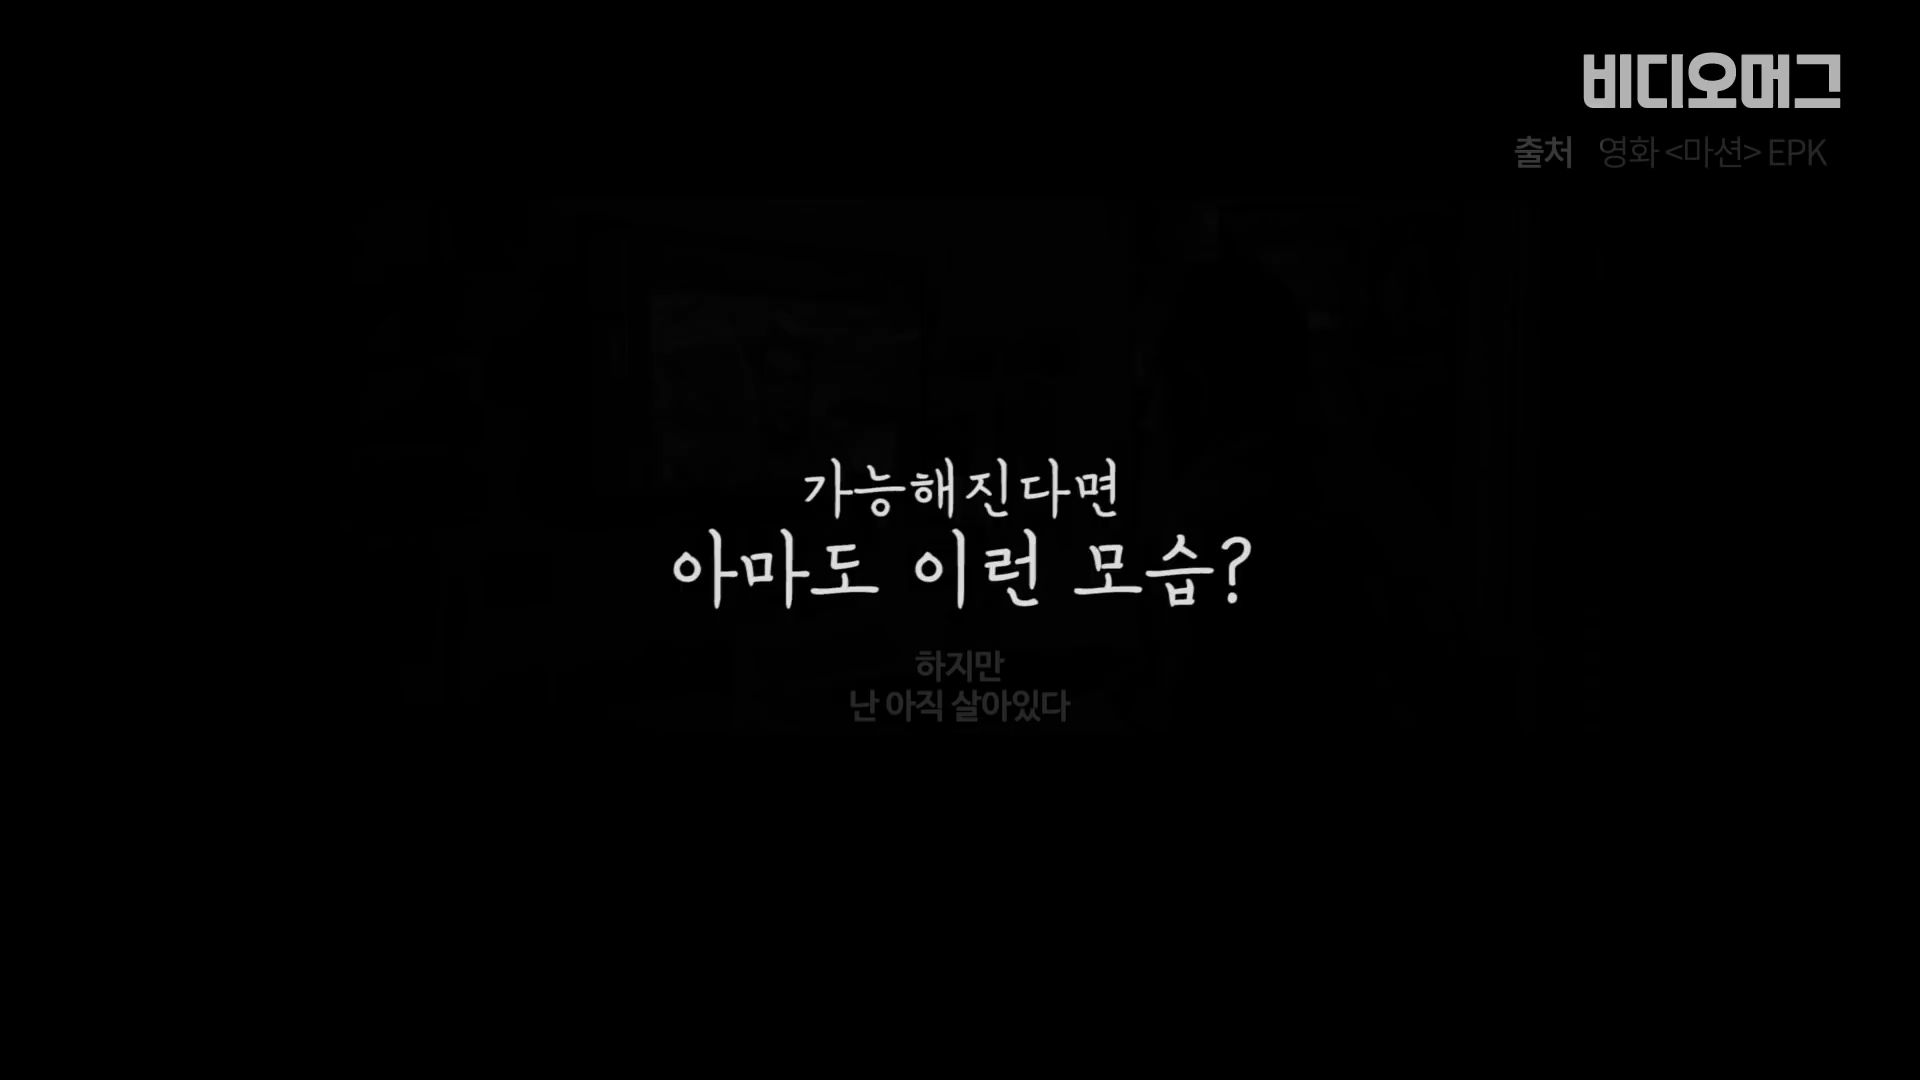 비디오머그
출처 영화 <마션> EPK
가능해진다면
아마도 이런 모습?
하지만
난 아직 살아있다